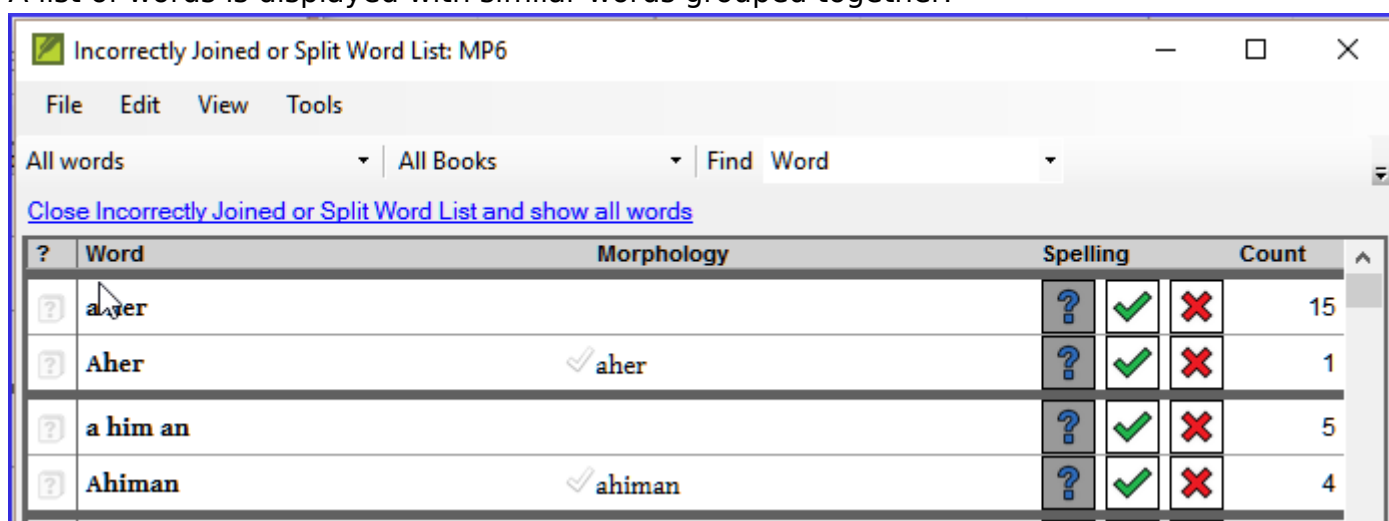 A list of words is displayed with similar words grouped together.
Incorrectly Joined or Split Word List: MP6
File Edit View Tools
All words All Books Find Word
Close Incorrectly Joined or Split Word List and show all words
? Word Morphology Spelling Count
15
Aher aher 1
a him an 5
Ahiman ahiman 4